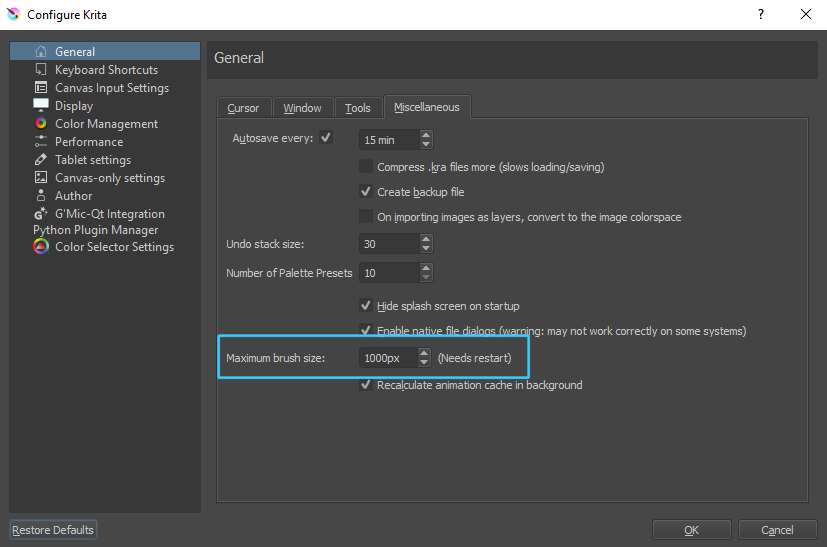 Configure Krita
General
Keyboard Shortcuts
Canvas Input Settings
Display
Color Management
Performance
Tablet settings
Canvas-only settings
Author
G'Mic-Qt Integration
Python Plugin Manager
Color Selector Settings
General
Cursor Window Tools Miscellaneous
Autosave every: 15 min
Compress .kra files more (slows loading/saving)
Create backup file
On importing images as layers, convert to the image colorspace
Undo stack size: 30
Number of Palette Presets 10
Hide splash screen on startup
Enable native file dialogs (warning: may not work correctly on some systems)
Maximum brush size: 1000px (Needs restart)
Recalculate animation cache in background
Restore Defaults OK Cancel